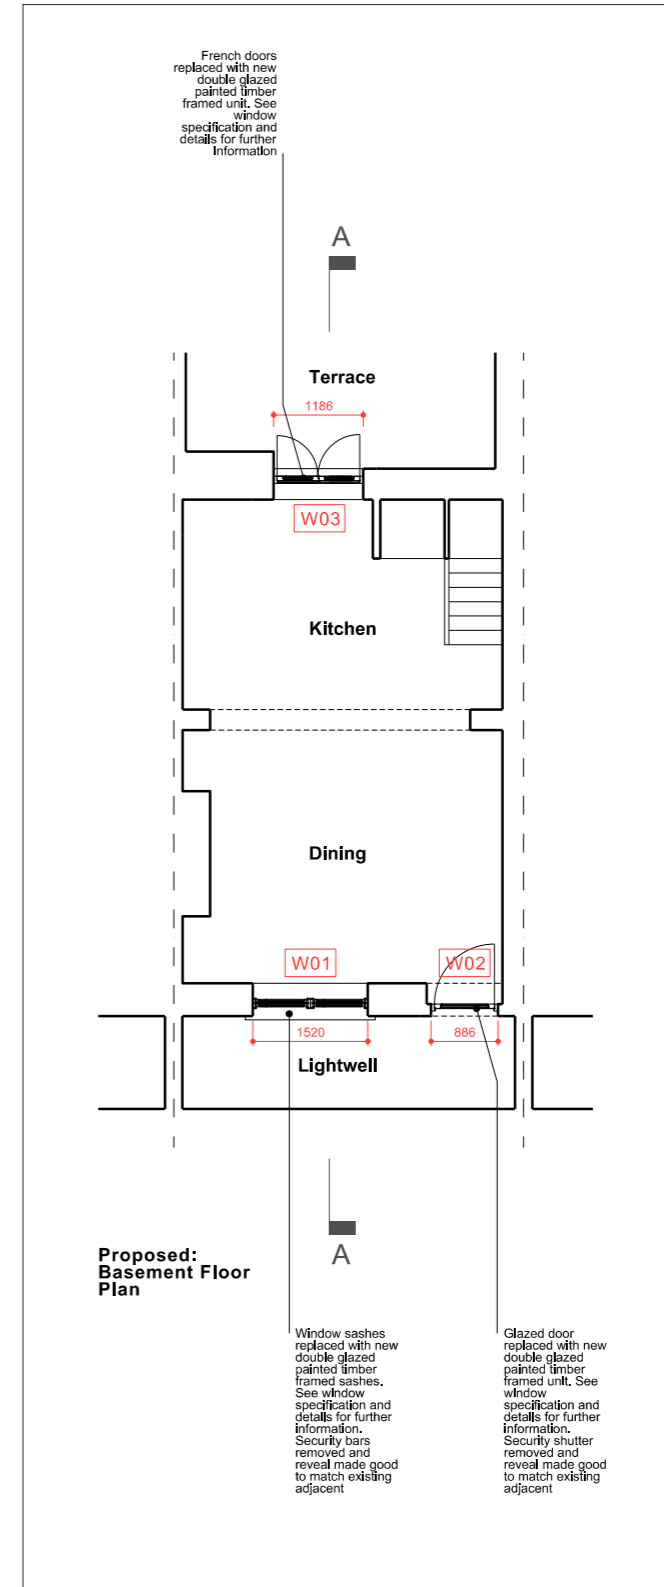 French doors
replaced with new
double glazed
painted timber
framed unit. See
window
specification and
details for further
Information
A
Terrace
1186
W03
Kitchen
Dining
W01
W02
1520
886
Lightwell
A
Proposed:
Basement Floor
Plan
Window sashes
replaced with new
double glazed
painted timber
framed sashes.
See window
specification and
details for further
information.
Security bars
removed and
reveal made good
to match existing
adjacent
Glazed door
replaced with new
double glazed
painted timber
framed unit. See
window
specification and
details for further
information.
Security shutter
removed and
reveal made good
to match existing
adjacent